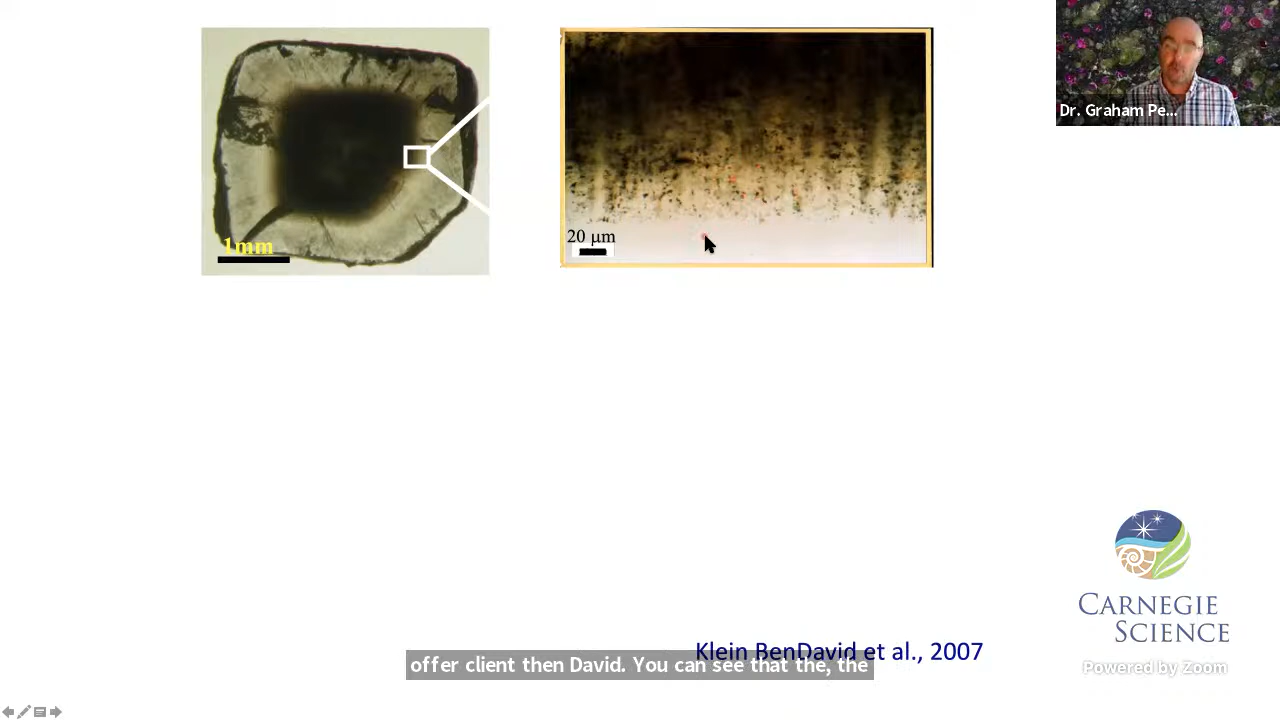 Dr. Graham Pe...
1mm
20 μm
Klein BenDavid et al., 2007
offer client then David. You can see that the, the
CARNEGIE
SCIENCE
Powered by Zoom